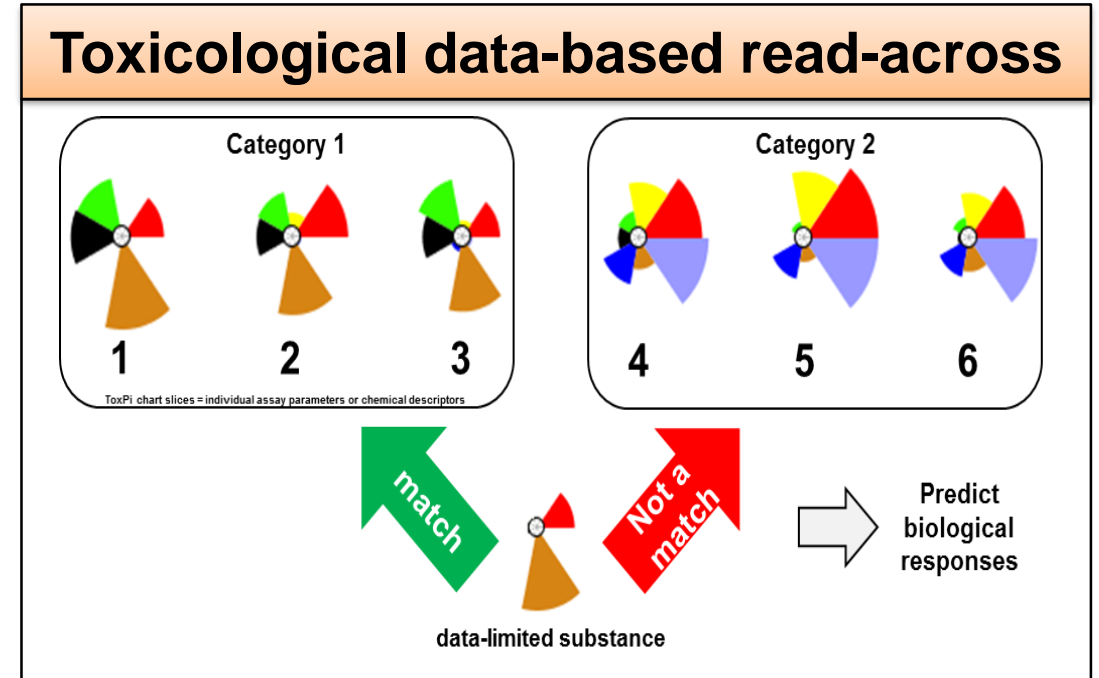 Toxicological data-based read-across
Category 1
Category 2
1
2
3
4
5
6
ToxPi chart slices = individual assay parameters or chemical descriptors
match
Not a
match
Predict
biological
responses
data-limited substance